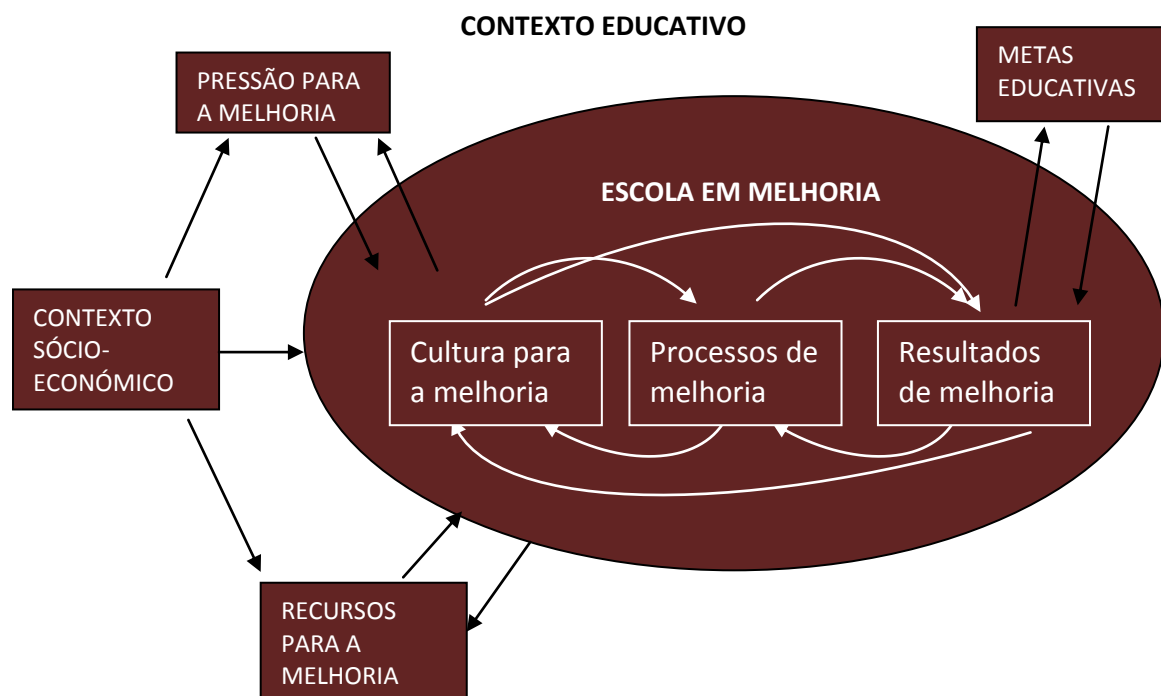 CONTEXTO EDUCATIVO
PRESSÃO PARA
A MELHORIA
METAS
EDUCATIVAS
ESCOLA EM MELHORIA
CONTEXTO
SÓCIO-
ECONÓMICO
Cultura para
a melhoria
Processos de
melhoria
Resultados
de melhoria
RECURSOS
PARA A
MELHORIA